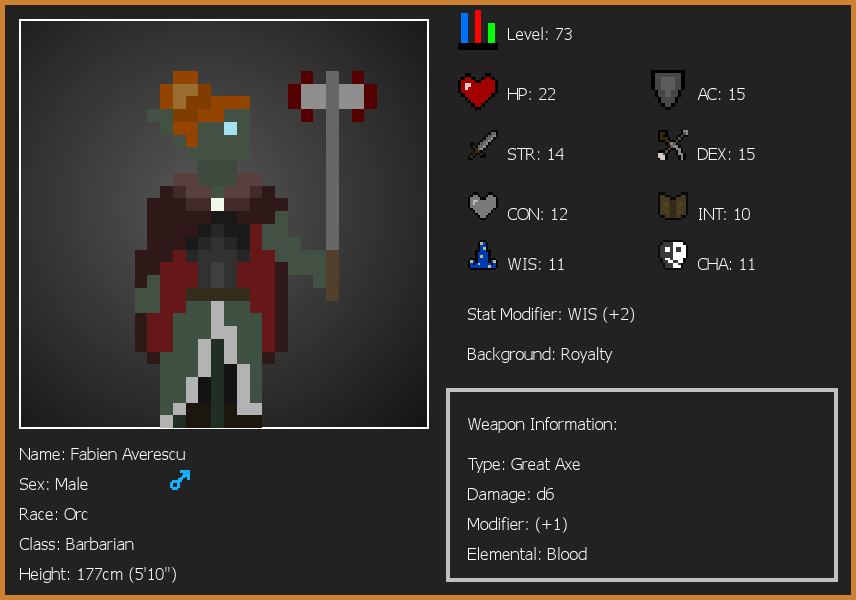 Level: 73
HP: 22
AC: 15
STR: 14
DEX: 15
CON: 12
INT: 10
WIS: 11
CHA: 11
Stat Modifier: WIS (+2)
Background: Royalty
Weapon Information:
Type: Great Axe
Damage: d6
Modifier: (+1)
Elemental: Blood
Name: Fabien Averescu
Sex: Male
Race: Orc
Class: Barbarian
Height: 177cm (5'10")